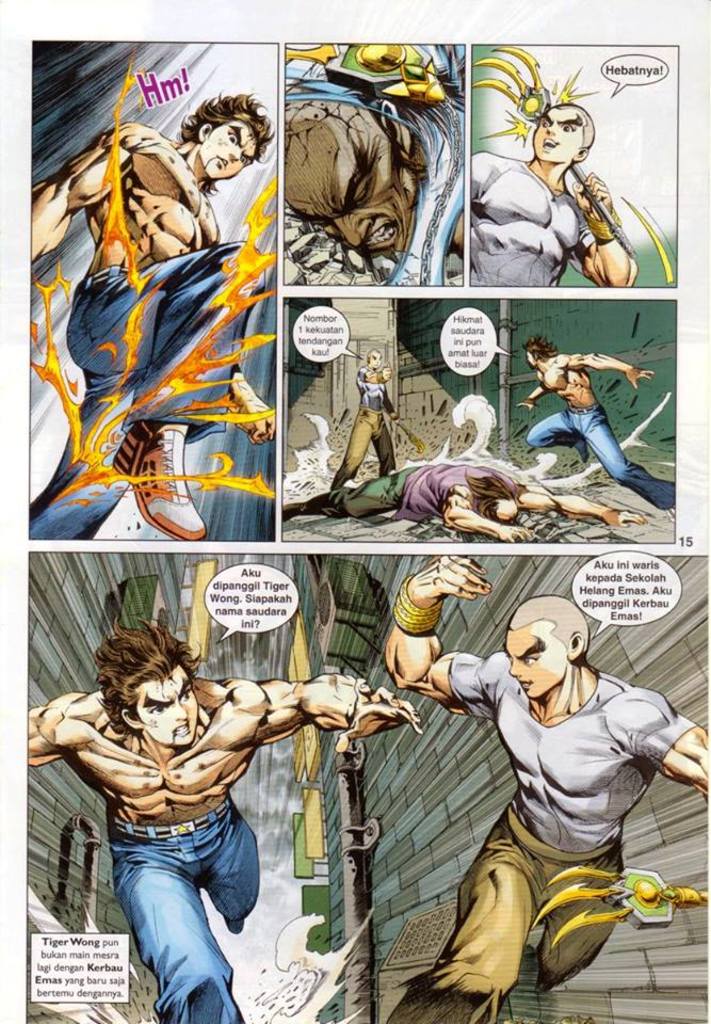 Hm!
Hebatnya!
Nombor
1 kekuatan
tendangan
kau!
Hikmat
saudara
ini pun
amat luar
biasa!
15
Aku
dipanggil Tiger
Wong. Siapakah
nama saudara
ini?
Aku ini waris
kepada Sekolah
Helang Emas. Aku
dipanggil Kerbau
Emas!
Tiger Wong pun
bukan main mesra
lagi dengan Kerbau
Emas yang baru saja
bertemu dengannya.